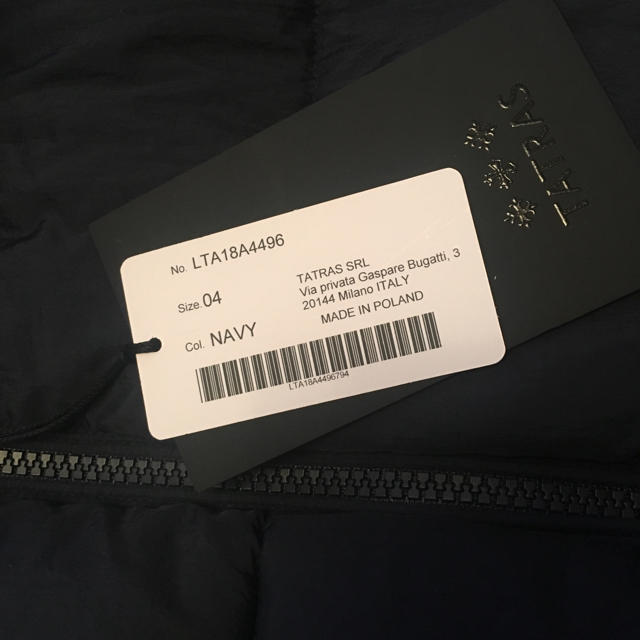 TATRAS
No. LTA18A4496
Size. 04
Col. NAVY
TATRAS SRL
Via privata Gaspare Bugatti, 3
20144 Milano ITALY
MADE IN POLAND
LTA18A4496794